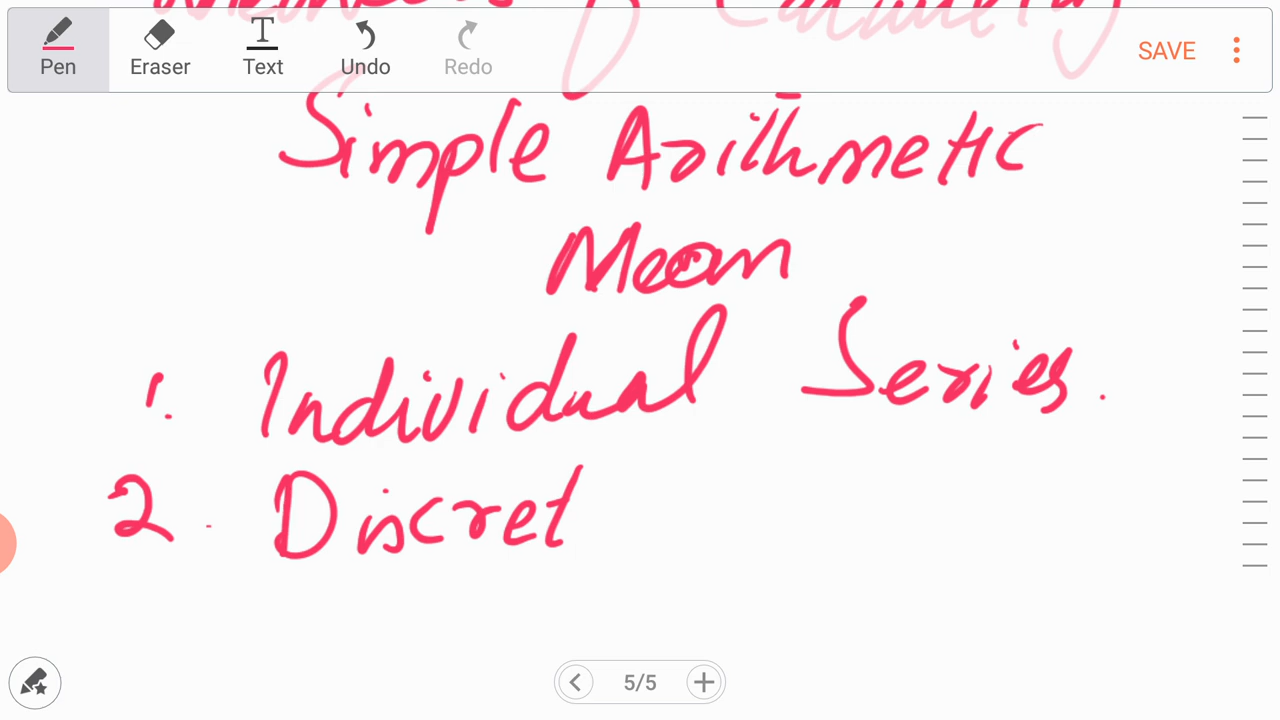 Pen
Eraser
Text
Undo
Redo
SAVE
Simple Arithmetic
Mean
1. Individual Series.
2. Discret
5/5